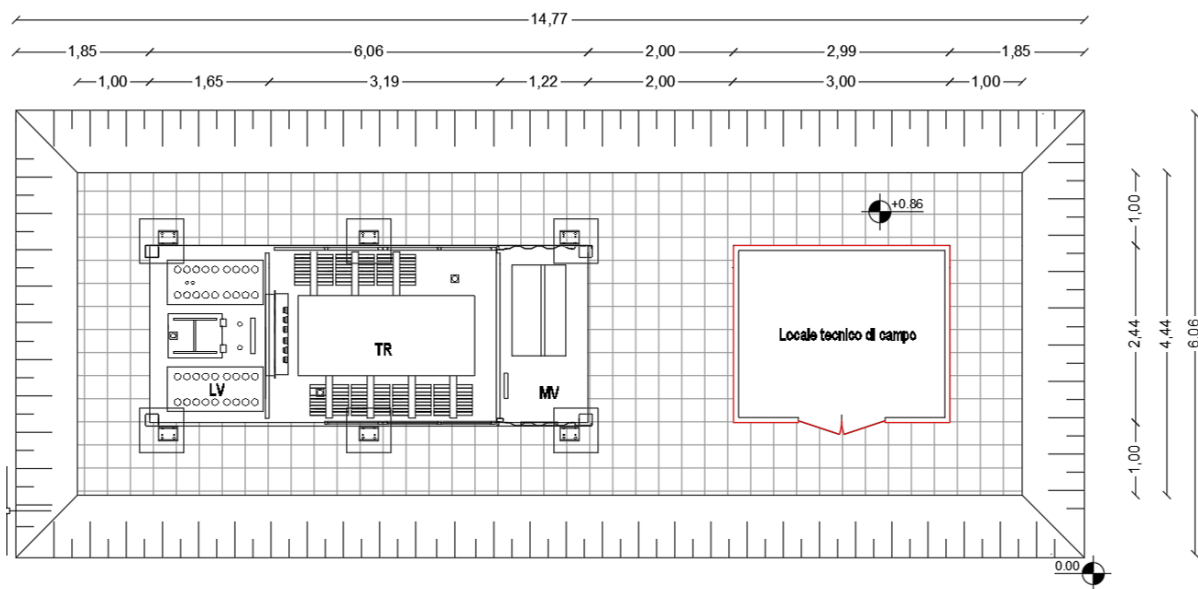 14,77
1,85 6,06 2,00 2,99 1,85
1,00 1,65 3,19 1,22 2,00 3,00 1,00
+0.86
1,00
2,44
1,00
4,44
6,06
Locale tecnico di campo
TR
LV
MV
0.00